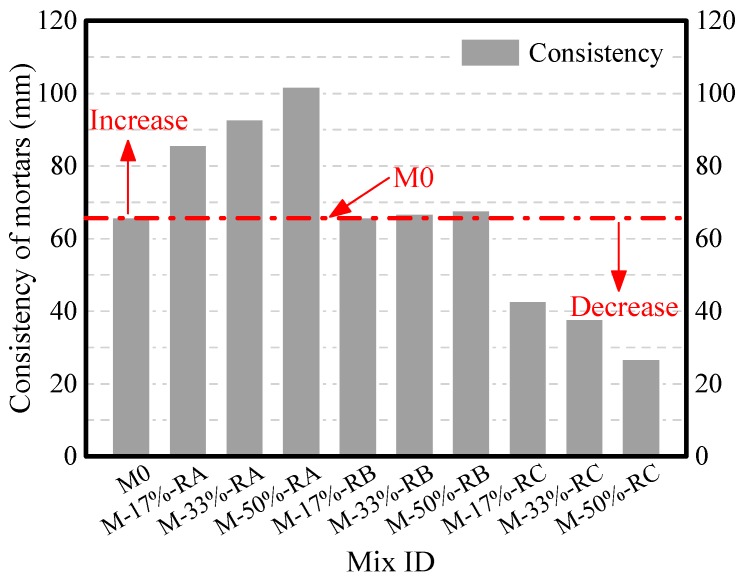 120
100
80
60
40
20
0
Consistency of mortars (mm)
Consistency
Increase
M0
Decrease
120
100
80
60
40
20
0
M0
M-17%-RA
M-33%-RA
M-50%-RA
M-17%-RB
M-33%-RB
M-50%-RB
M-17%-RC
M-33%-RC
M-50%-RC
Mix ID